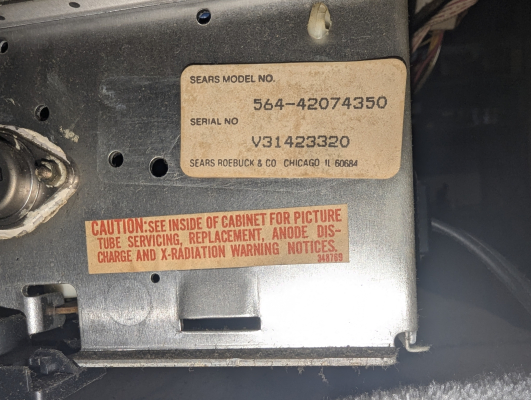 SEARS MODEL NO.
564-42074350
SERIAL NO
V31423320
SEARS ROEBUCK & CO CHICAGO IL 60684
CAUTION: SEE INSIDE OF CABINET FOR PICTURE
TUBE SERVICING, REPLACEMENT, ANODE DIS-
CHARGE AND X-RADIATION WARNING NOTICES.
348769